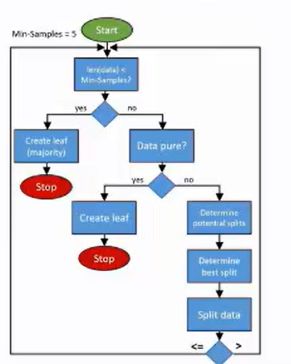 Min-Samples = 5
Start
len(data) <
Min-Samples?
yes
no
Create leaf
(majority)
Data pure?
Stop
yes
no
Create leaf
Determine
potential splits
Stop
Determine
best split
Split data
<=
>